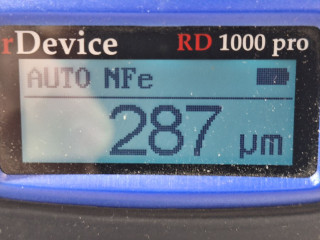 rDevice RD 1000 pro
AUTO NFe
287 µm